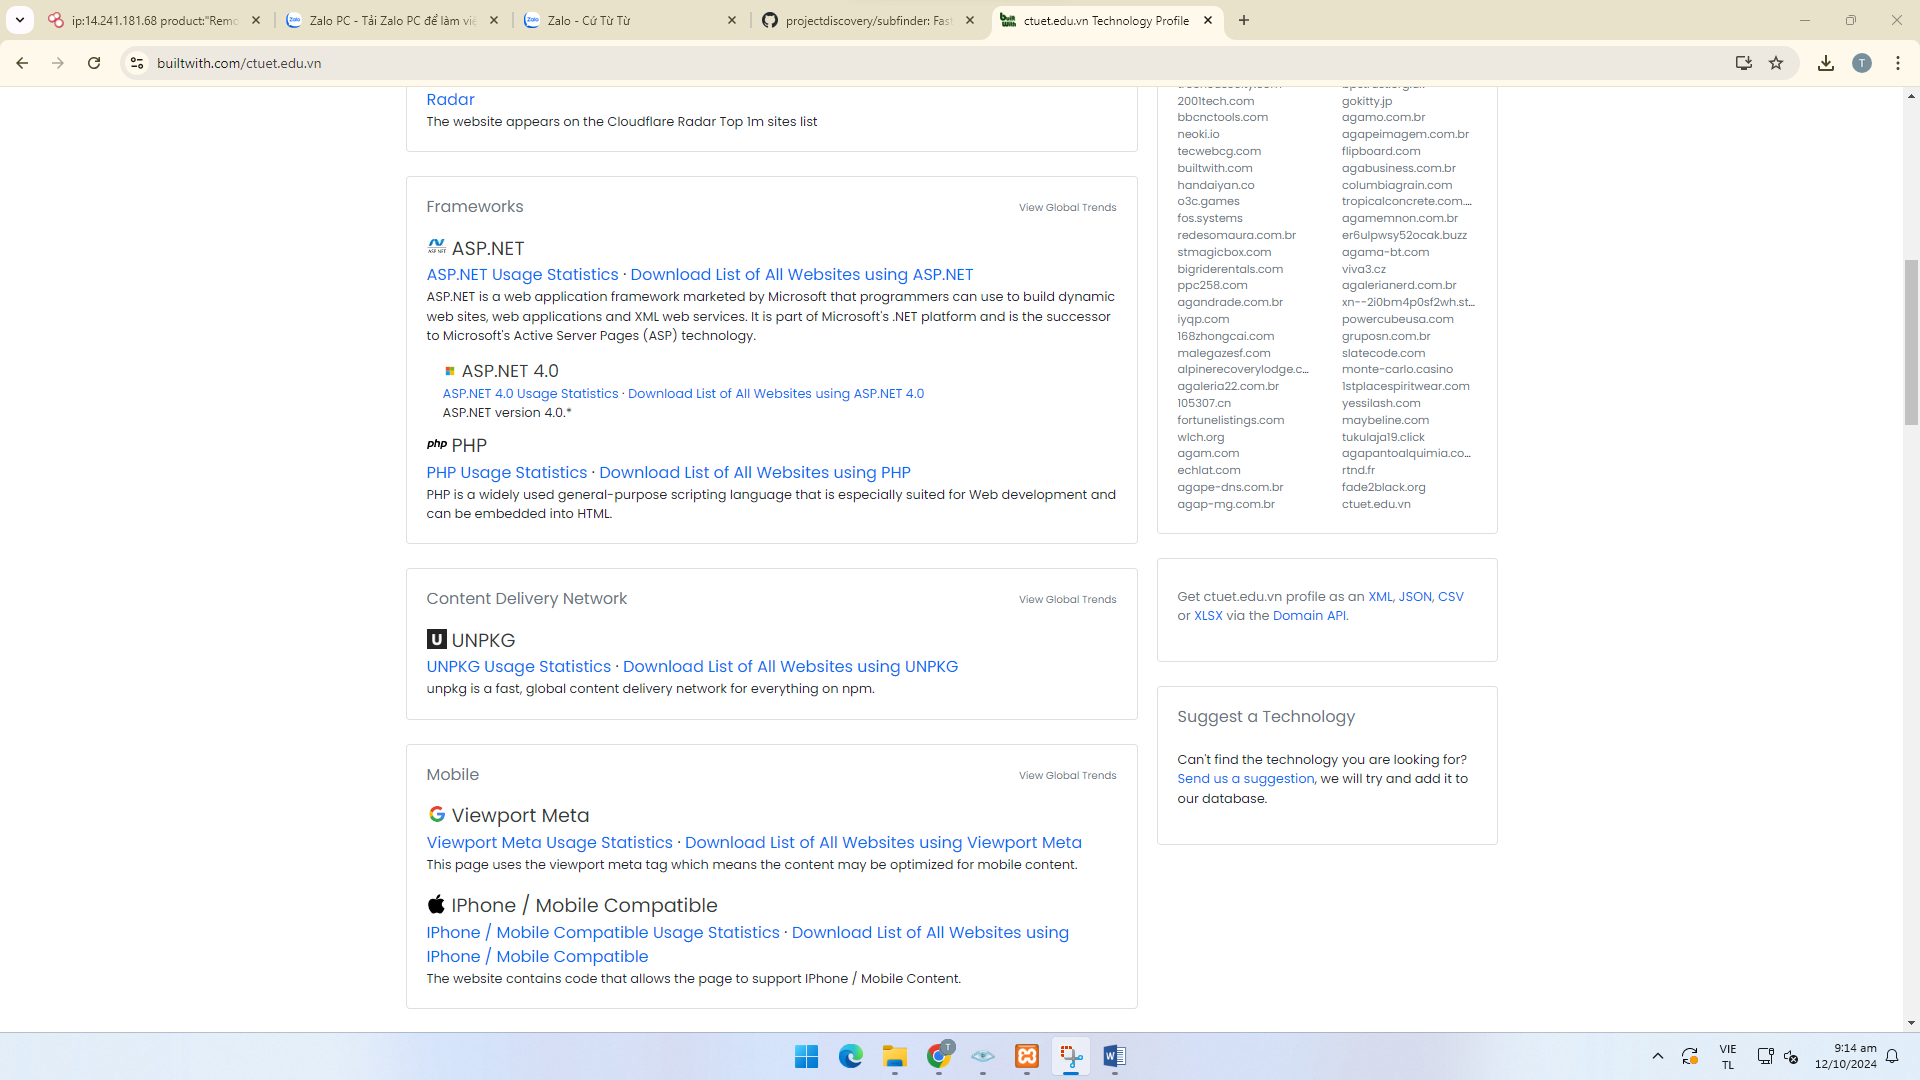 ip:14.241.181.68 product:"Remo
Zalo PC - Tải Zalo PC để làm việ
Zalo - Cứ Từ Từ
projectdiscovery/subfinder: Fast
ctuet.edu.vn Technology Profile
builtwith.com/ctuet.edu.vn
T
Radar
The website appears on the Cloudflare Radar Top 1m sites list
Frameworks
View Global Trends
ASP.NET
ASP.NET Usage Statistics · Download List of All Websites using ASP.NET
ASP.NET is a web application framework marketed by Microsoft that programmers can use to build dynamic
web sites, web applications and XML web services. It is part of Microsoft's .NET platform and is the successor
to Microsoft's Active Server Pages (ASP) technology.
ASP.NET 4.0
ASP.NET 4.0 Usage Statistics · Download List of All Websites using ASP.NET 4.0
ASP.NET version 4.0.*
php PHP
PHP Usage Statistics · Download List of All Websites using PHP
PHP is a widely used general-purpose scripting language that is especially suited for Web development and
can be embedded into HTML.
Content Delivery Network
View Global Trends
U UNPKG
UNPKG Usage Statistics · Download List of All Websites using UNPKG
unpkg is a fast, global content delivery network for everything on npm.
Mobile
View Global Trends
Viewport Meta
Viewport Meta Usage Statistics · Download List of All Websites using Viewport Meta
This page uses the viewport meta tag which means the content may be optimized for mobile content.
IPhone / Mobile Compatible
IPhone / Mobile Compatible Usage Statistics · Download List of All Websites using
IPhone / Mobile Compatible
The website contains code that allows the page to support IPhone / Mobile Content.
2001tech.com
gokitty.jp
bbcnctools.com
agamo.com.br
neoki.io
agapeimagem.com.br
tecwebcg.com
flipboard.com
builtwith.com
agabusiness.com.br
handaiyan.co
columbiagrain.com
o3c.games
tropicalconcrete.com....
fos.systems
agamemnon.com.br
redesomaura.com.br
er6ulpwsy52ocak.buzz
stmagicbox.com
agama-bt.com
bigriderentals.com
viva3.cz
ppc258.com
agalerianerd.com.br
agandrade.com.br
xn--2i0bm4p0sf2wh.st...
iyqp.com
powercubeusa.com
168zhongcai.com
gruposn.com.br
malegazesf.com
slatecode.com
alpinerecoverylodge.c...
monte-carlo.casino
agaleria22.com.br
1stplacespiritwear.com
105307.cn
yessilash.com
fortunelistings.com
maybeline.com
wlch.org
tukulaja19.click
agam.com
agapantoalquimia.co...
echlat.com
rtnd.fr
agape-dns.com.br
fade2black.org
agap-mg.com.br
ctuet.edu.vn
Get ctuet.edu.vn profile as an XML, JSON, CSV
or XLSX via the Domain API.
Suggest a Technology
Can't find the technology you are looking for?
Send us a suggestion, we will try and add it to
our database.
T
VIE
TL
9:14 am
12/10/2024